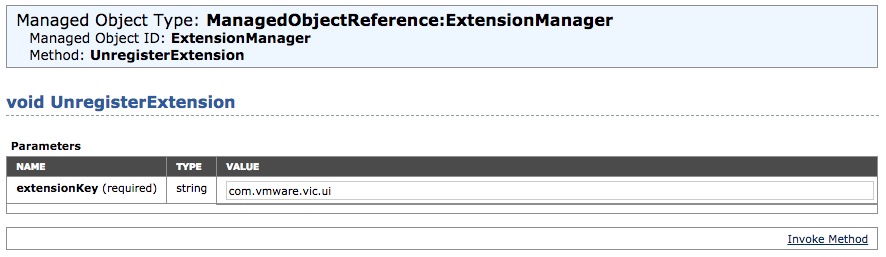 Managed Object Type: ManagedObjectReference:ExtensionManager
Managed Object ID: ExtensionManager
Method: UnregisterExtension
void UnregisterExtension
Parameters
NAME TYPE VALUE
extensionKey (required) string com.vmware.vic.ui
Invoke Method